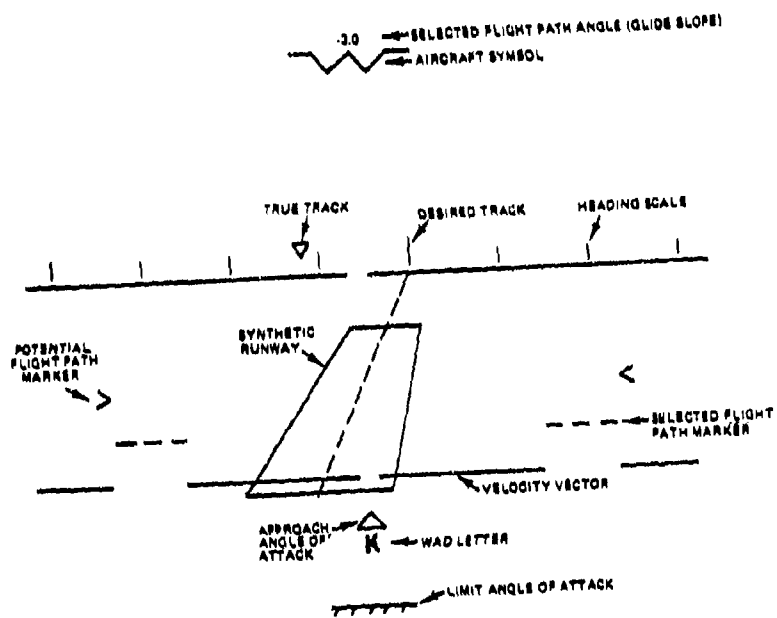 -3.0
SELECTED FLIGHT PATH ANGLE (GLIDE SLOPE)
AIRCRAFT SYMBOL
TRUE TRACK
DESIRED TRACK
HEADING SCALE
SYNTHETIC
RUNWAY
POTENTIAL
FLIGHT PATH
MARKER
SELECTED FLIGHT
PATH MARKER
VELOCITY VECTOR
APPROACH
ANGLE OF
ATTACK
K
WAD LETTER
LIMIT ANGLE OF ATTACK